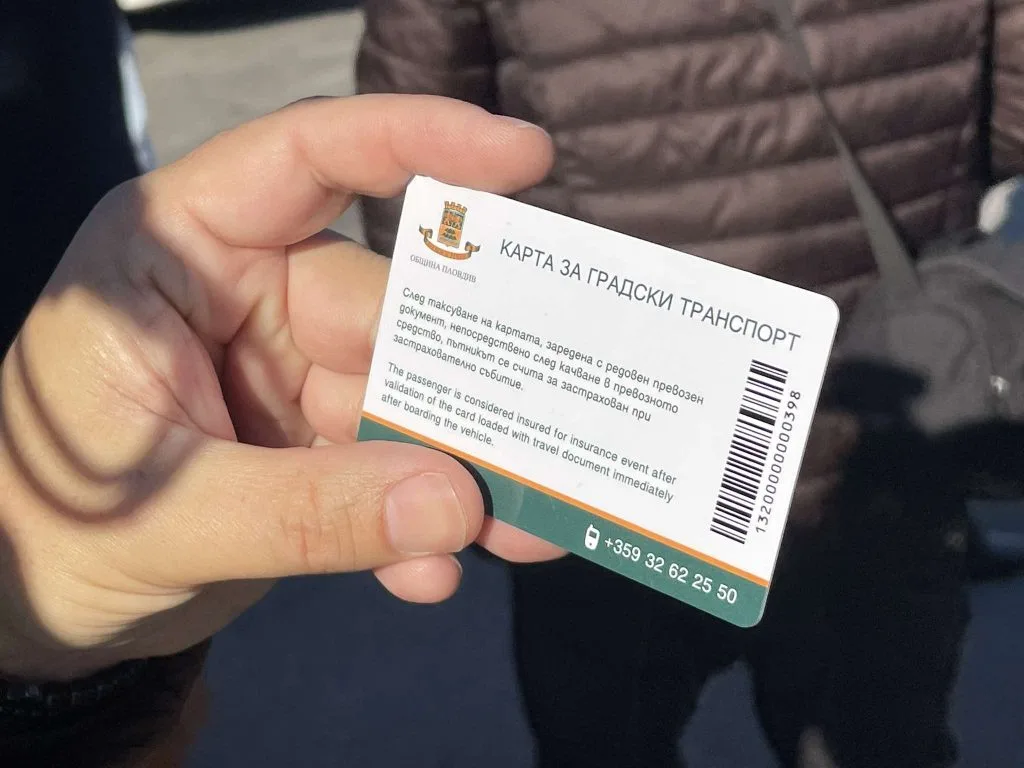 ОБЩИНА ПЛОВДИВ
КАРТА ЗА ГРАДСКИ ТРАНСПОРТ
След таксуване на картата, заредена с редовен превозен
документ, непосредствено след качване в превозното
средство, пътникът се счита за застрахован при
застрахователно събитие.
The passenger is considered insured for insurance event after
validation of the card loaded with travel document immediately
after boarding the vehicle.
1320000000000398
+359 32 62 25 50